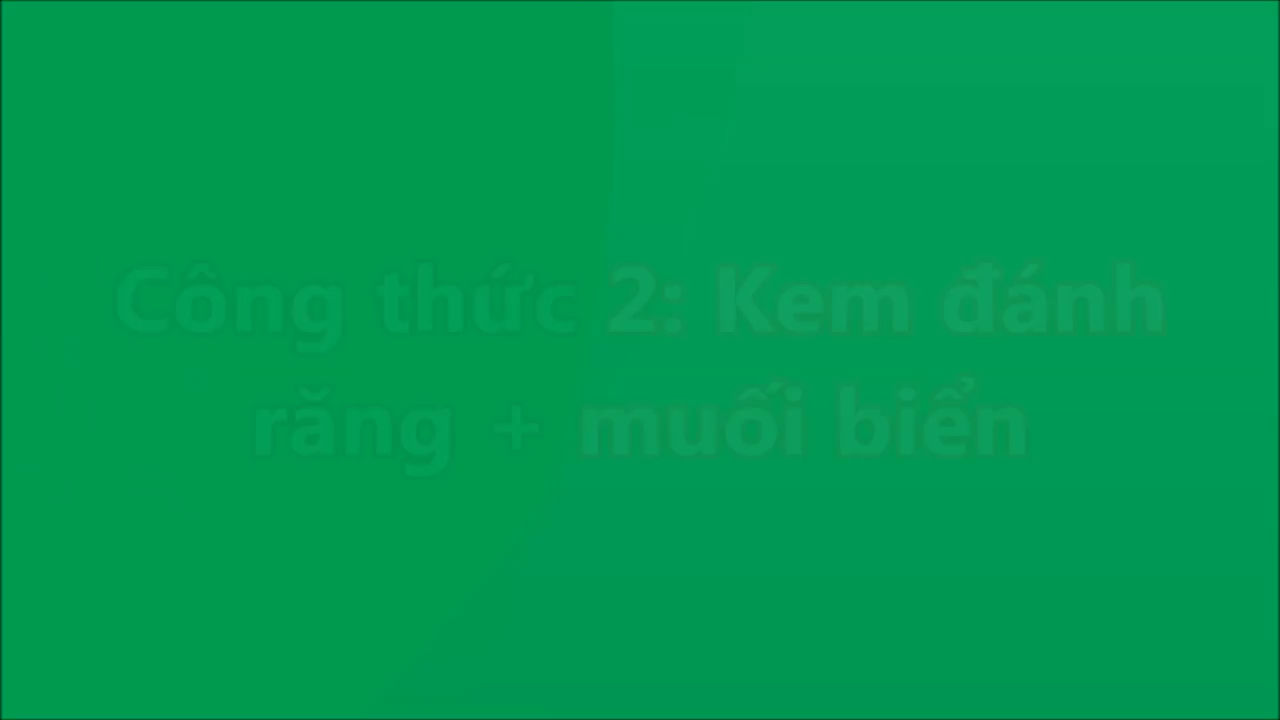 Công thức 2: Kem đánh
răng + muối biển